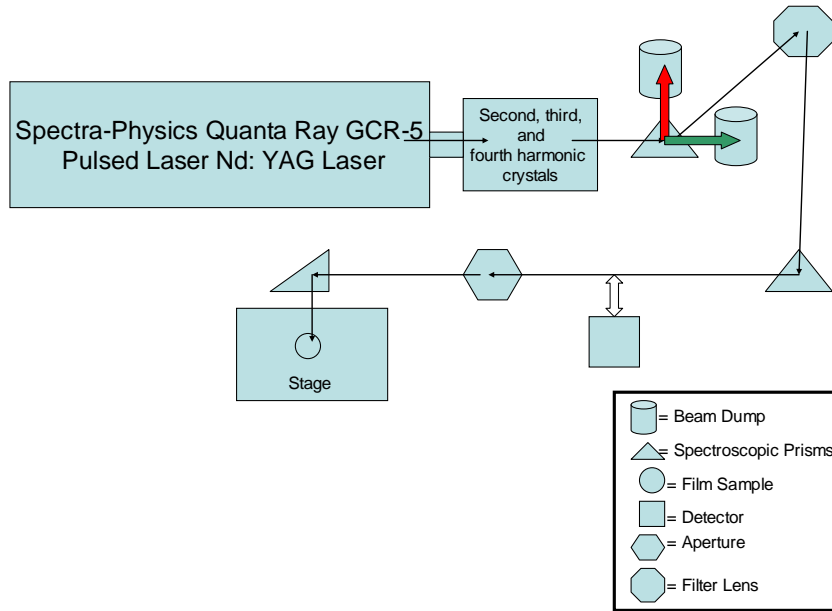 Spectra-Physics Quanta Ray GCR-5
Pulsed Laser Nd: YAG Laser
Second, third,
and
fourth harmonic
crystals
Stage
= Beam Dump
= Spectroscopic Prisms
= Film Sample
= Detector
= Aperture
= Filter Lens